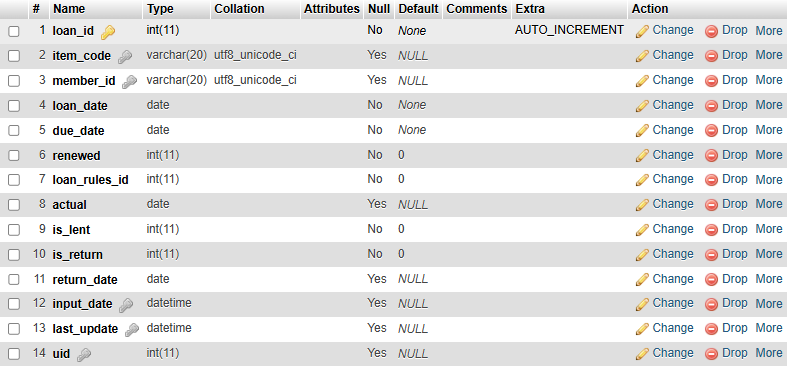 # Name Type Collation Attributes Null Default Comments Extra Action
1 loan_id int(11) No None AUTO_INCREMENT Change Drop More
2 item_code varchar(20) utf8_unicode_ci Yes NULL Change Drop More
3 member_id varchar(20) utf8_unicode_ci Yes NULL Change Drop More
4 loan_date date No None Change Drop More
5 due_date date No None Change Drop More
6 renewed int(11) No 0 Change Drop More
7 loan_rules_id int(11) No 0 Change Drop More
8 actual date Yes NULL Change Drop More
9 is_lent int(11) No 0 Change Drop More
10 is_return int(11) No 0 Change Drop More
11 return_date date Yes NULL Change Drop More
12 input_date datetime Yes NULL Change Drop More
13 last_update datetime Yes NULL Change Drop More
14 uid int(11) Yes NULL Change Drop More